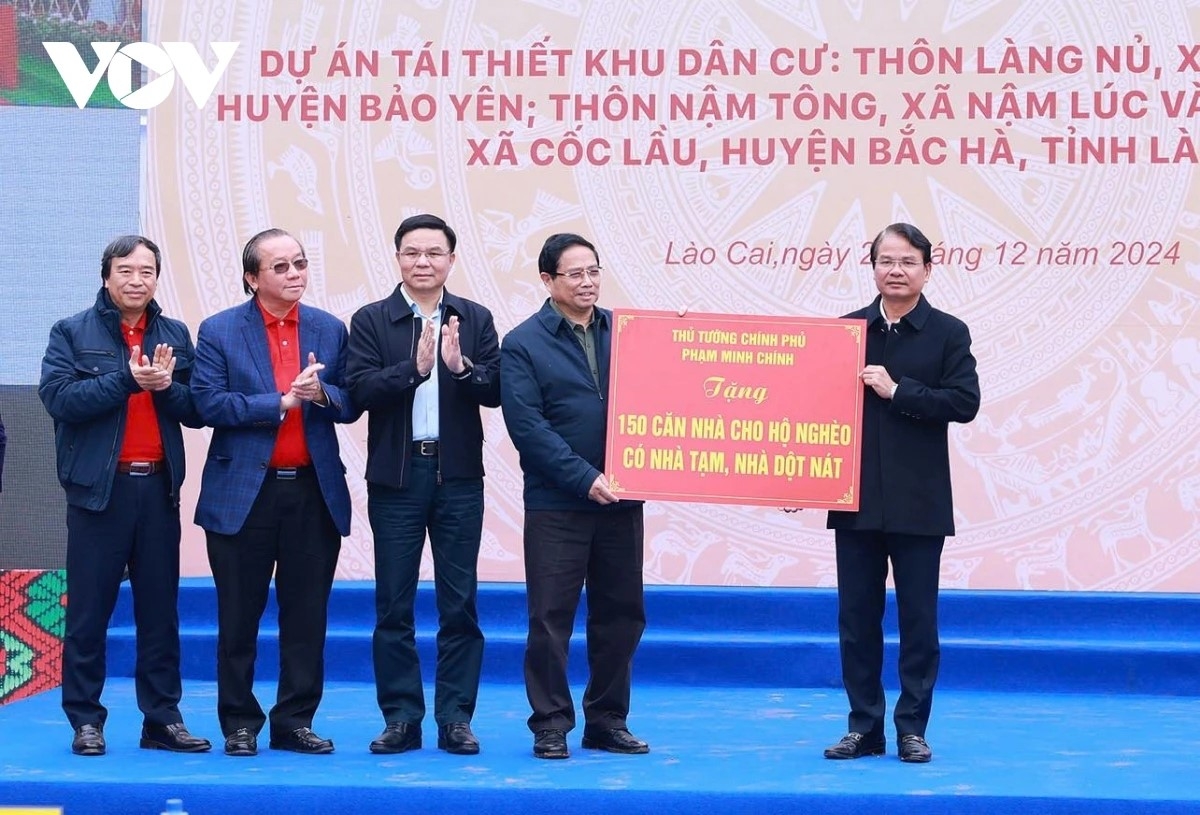 VOV
DỰ ÁN TÁI THIẾT KHU DÂN CƯ: THÔN LÀNG NỦ, X
HUYỆN BẢO YÊN; THÔN NẬM TÔNG, XÃ NẬM LÚC VÀ
XÃ CỐC LẦU, HUYỆN BẮC HÀ, TỈNH LÀ
Lào Cai, ngày 2 áng 12 năm 2024
THỦ TƯỚNG CHÍNH PHỦ
PHẠM MINH CHÍNH
Tặng
150 CĂN NHÀ CHO HỘ NGHÈO
CÓ NHÀ TẠM, NHÀ DỘT NÁT